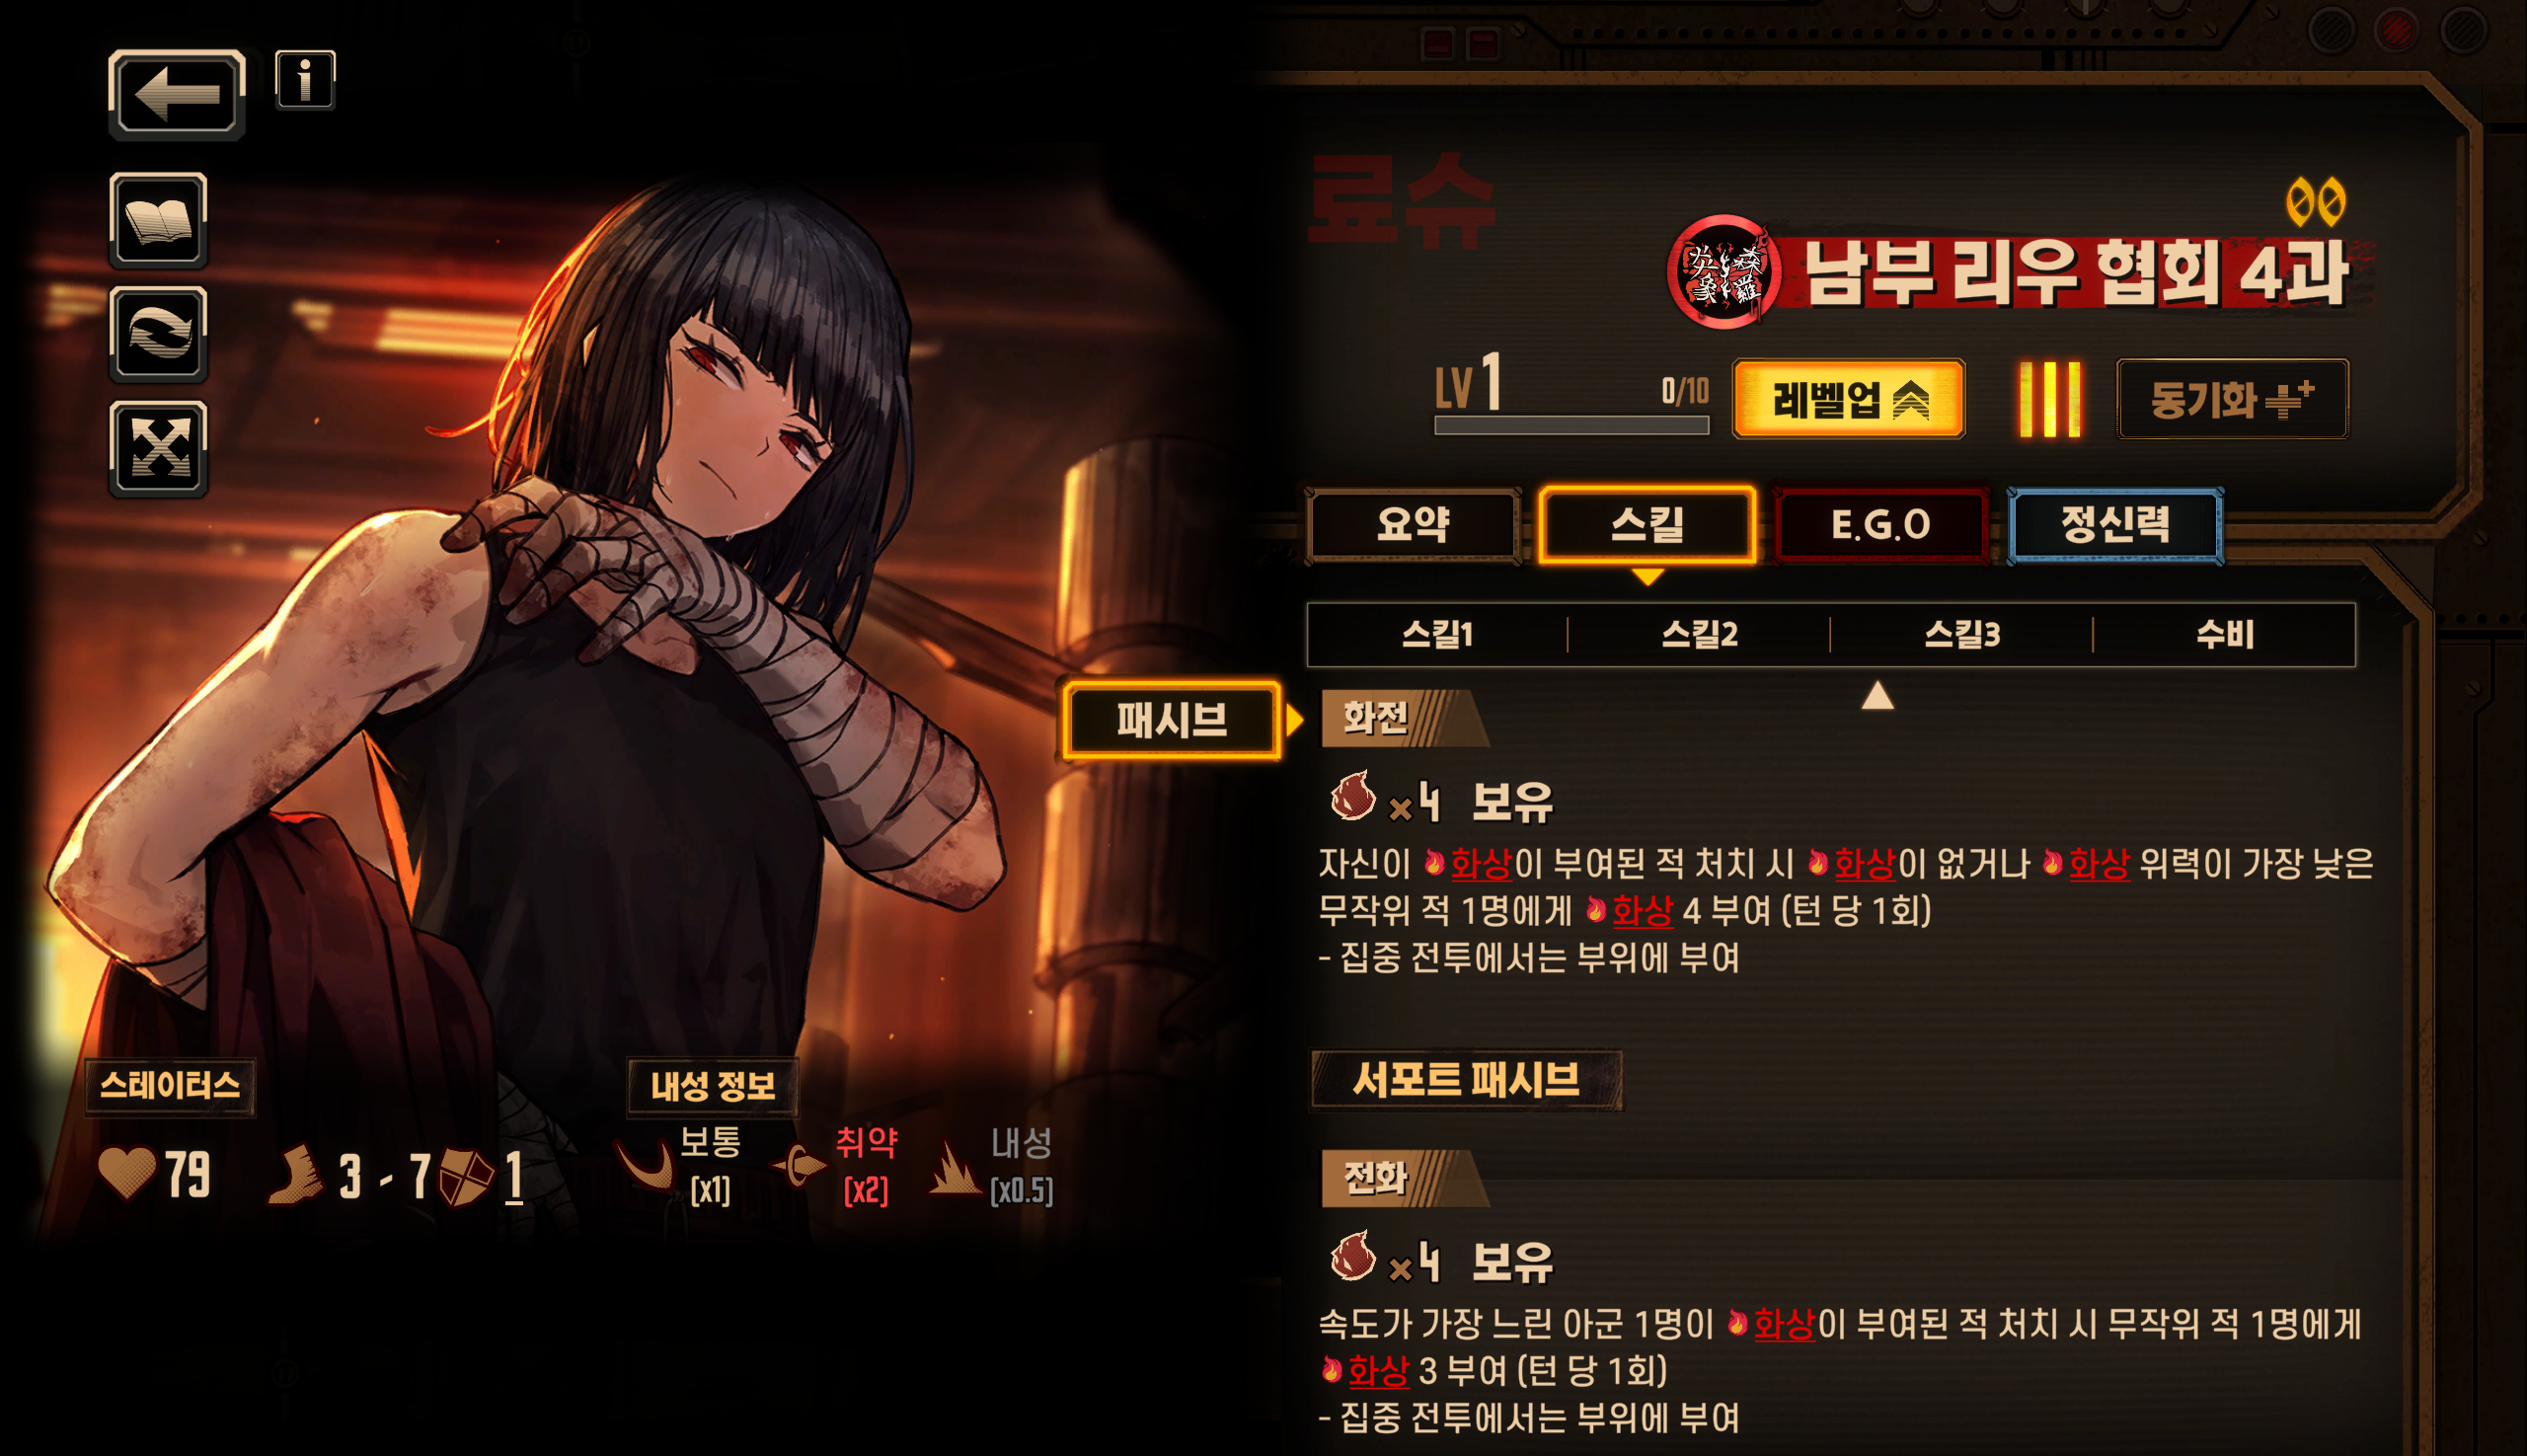 i
료슈
00
남부 리우 협회 4과
LV 1
0/10
레벨업
동기화
요약
스킬
E.G.O
정신력
스킬1
스킬2
스킬3
수비
패시브
화전
×4 보유
자신이 화상이 부여된 적 처치 시 화상이 없거나 화상 위력이 가장 낮은
무작위 적 1명에게 화상 4 부여 (턴 당 1회)
- 집중 전투에서는 부위에 부여
서포트 패시브
전화
×4 보유
속도가 가장 느린 아군 1명이 화상이 부여된 적 처치 시 무작위 적 1명에게
화상 3 부여 (턴 당 1회)
- 집중 전투에서는 부위에 부여
스테이터스
79
3 - 7
1
내성 정보
보통
[x1]
취약
[x2]
내성
[x0.5]